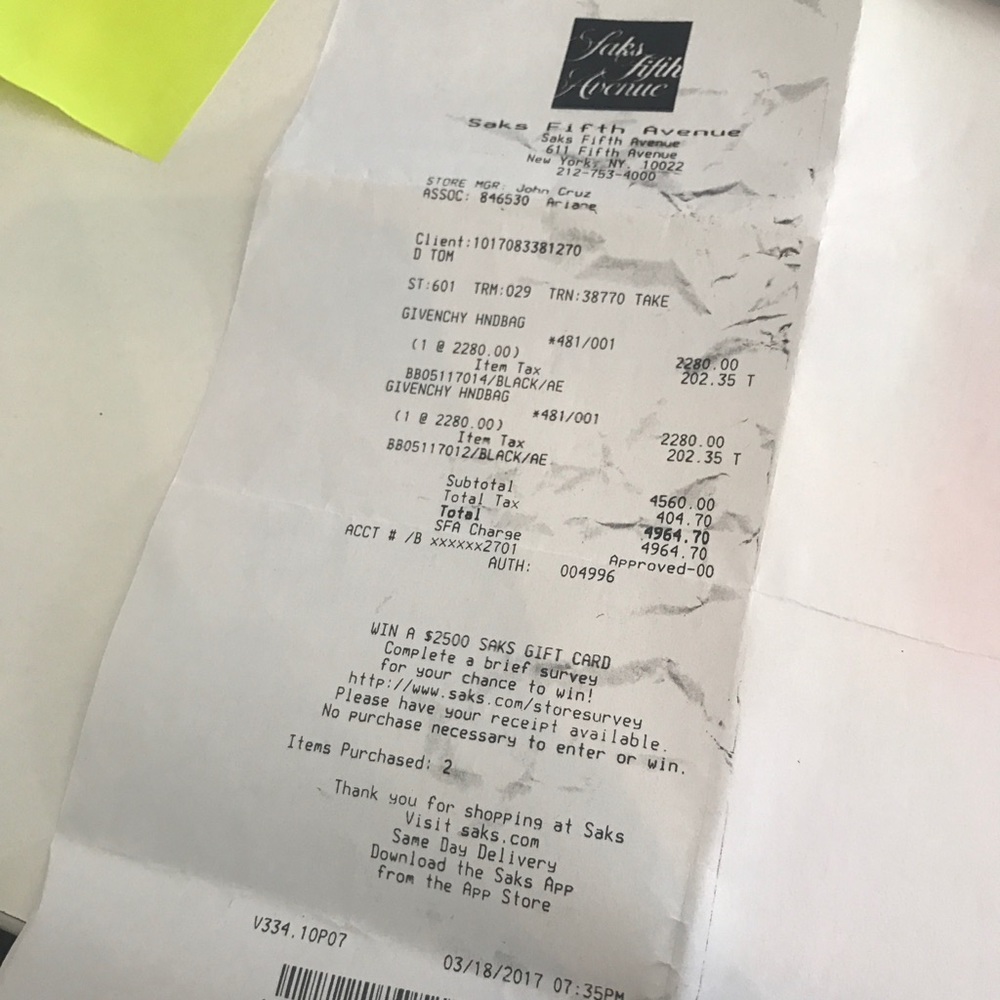 Saks
fifth
Avenue
Saks Fifth Avenue
Saks Fifth Avenue
611 Fifth Avenue
New York, NY. 10022
212-753-4000
STORE MGR: John Cruz
ASSOC: 846530 Ariane
Client:1017083381270
D TOM
ST:601 TRM:029 TRN:38770 TAKE
GIVENCHY HNDBAG
*481/001
(1 @ 2280.00) 2280.00
Item Tax 202.35 T
BB05117014/BLACK/AE
GIVENCHY HNDBAG
*481/001
(1 @ 2280.00) 2280.00
Item Tax 202.35 T
BB05117012/BLACK/AE
Subtotal 4560.00
Total Tax 404.70
Total 4964.70
SFA Charge 4964.70
ACCT # /B xxxxxx2701 Approved-00
AUTH: 004996
WIN A $2500 SAKS GIFT CARD
Complete a brief survey
for your chance to win!
http://www.saks.com/storesurvey
Please have your receipt available.
No purchase necessary to enter or win.
Items Purchased: 2
Thank you for shopping at Saks
Visit saks.com
Same Day Delivery
Download the Saks App
from the App Store
V334.10P07
03/18/2017 07:35PM